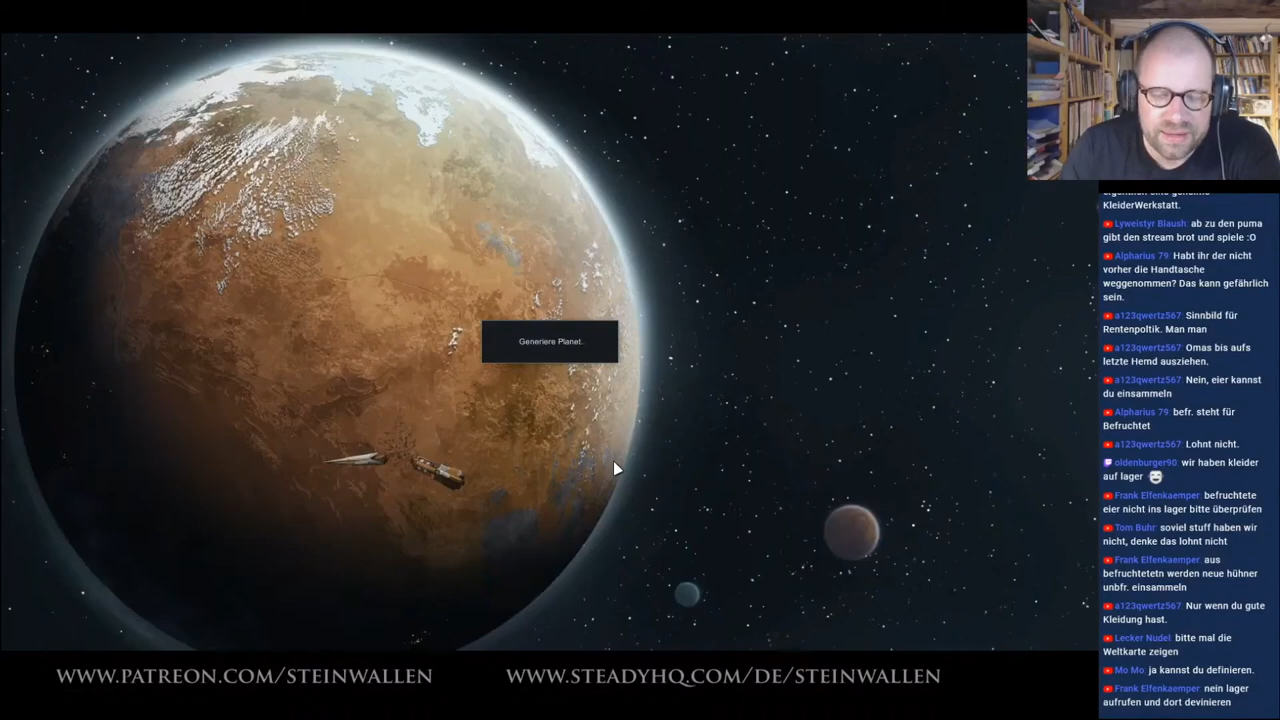 Generiere Planet.
WWW.PATREON.COM/STEINWALLEN
WWW.STEADYHQ.COM/DE/STEINWALLEN
KleiderWerkstatt.
Lyweistyr Blaush: ab zu den puma
gibt den stream brot und spiele :O
Alpharius 79: Habt ihr der nicht
vorher die Handtasche
weggenommen? Das kann gefährlich
sein.
a123qwertz567: Sinnbild für
Rentenpoltik. Man man
a123qwertz567: Omas bis aufs
letzte Hemd ausziehen.
a123qwertz567: Nein, eier kannst
du einsammeln
Alpharius 79: befr. steht für
Befruchtet
a123qwertz567: Lohnt nicht.
oldenburger90: wir haben kleider
auf lager
Frank Elfenkaemper: befruchtete
eier nicht ins lager bitte überprüfen
Tom Buhr: soviel stuff haben wir
nicht, denke das lohnt nicht
Frank Elfenkaemper: aus
befruchtetetn werden neue hühner
unbfr. einsammeln
a123qwertz567: Nur wenn du gute
Kleidung hast.
Lecker Nudel: bitte mal die
Weltkarte zeigen
Mo Mo: ja kannst du definieren.
Frank Elfenkaemper: nein lager
aufrufen und dort devinieren